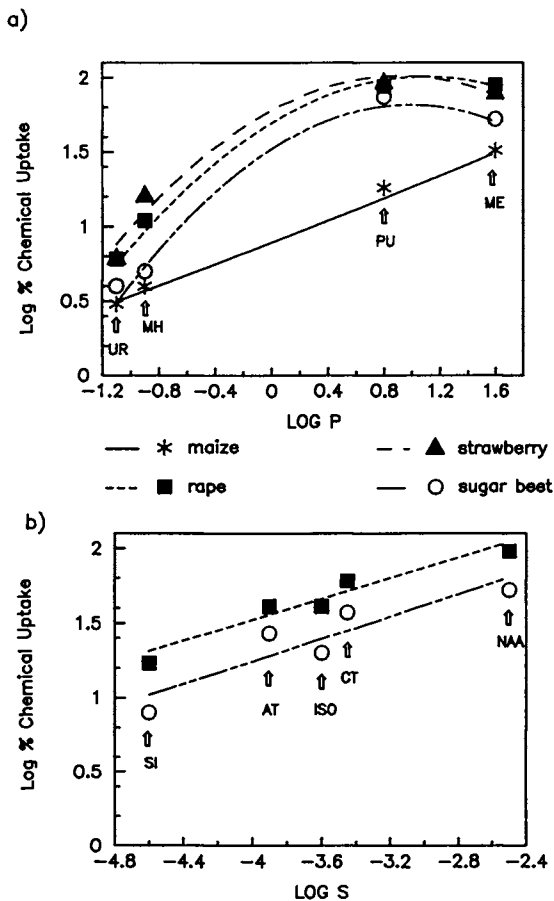 a)
Log % Chemical Uptake
2
1.5
1
0.5
0
UR
MH
PU
ME
−1.2 −0.8 −0.4 0 0.4 0.8 1.2 1.6
LOG P
maize
strawberry
rape
sugar beet
b)
Log % Chemical Uptake
2
1.5
1
0.5
0
SI
AT
ISO
CT
NAA
−4.8 −4.4 −4 −3.6 −3.2 −2.8 −2.4
LOG S